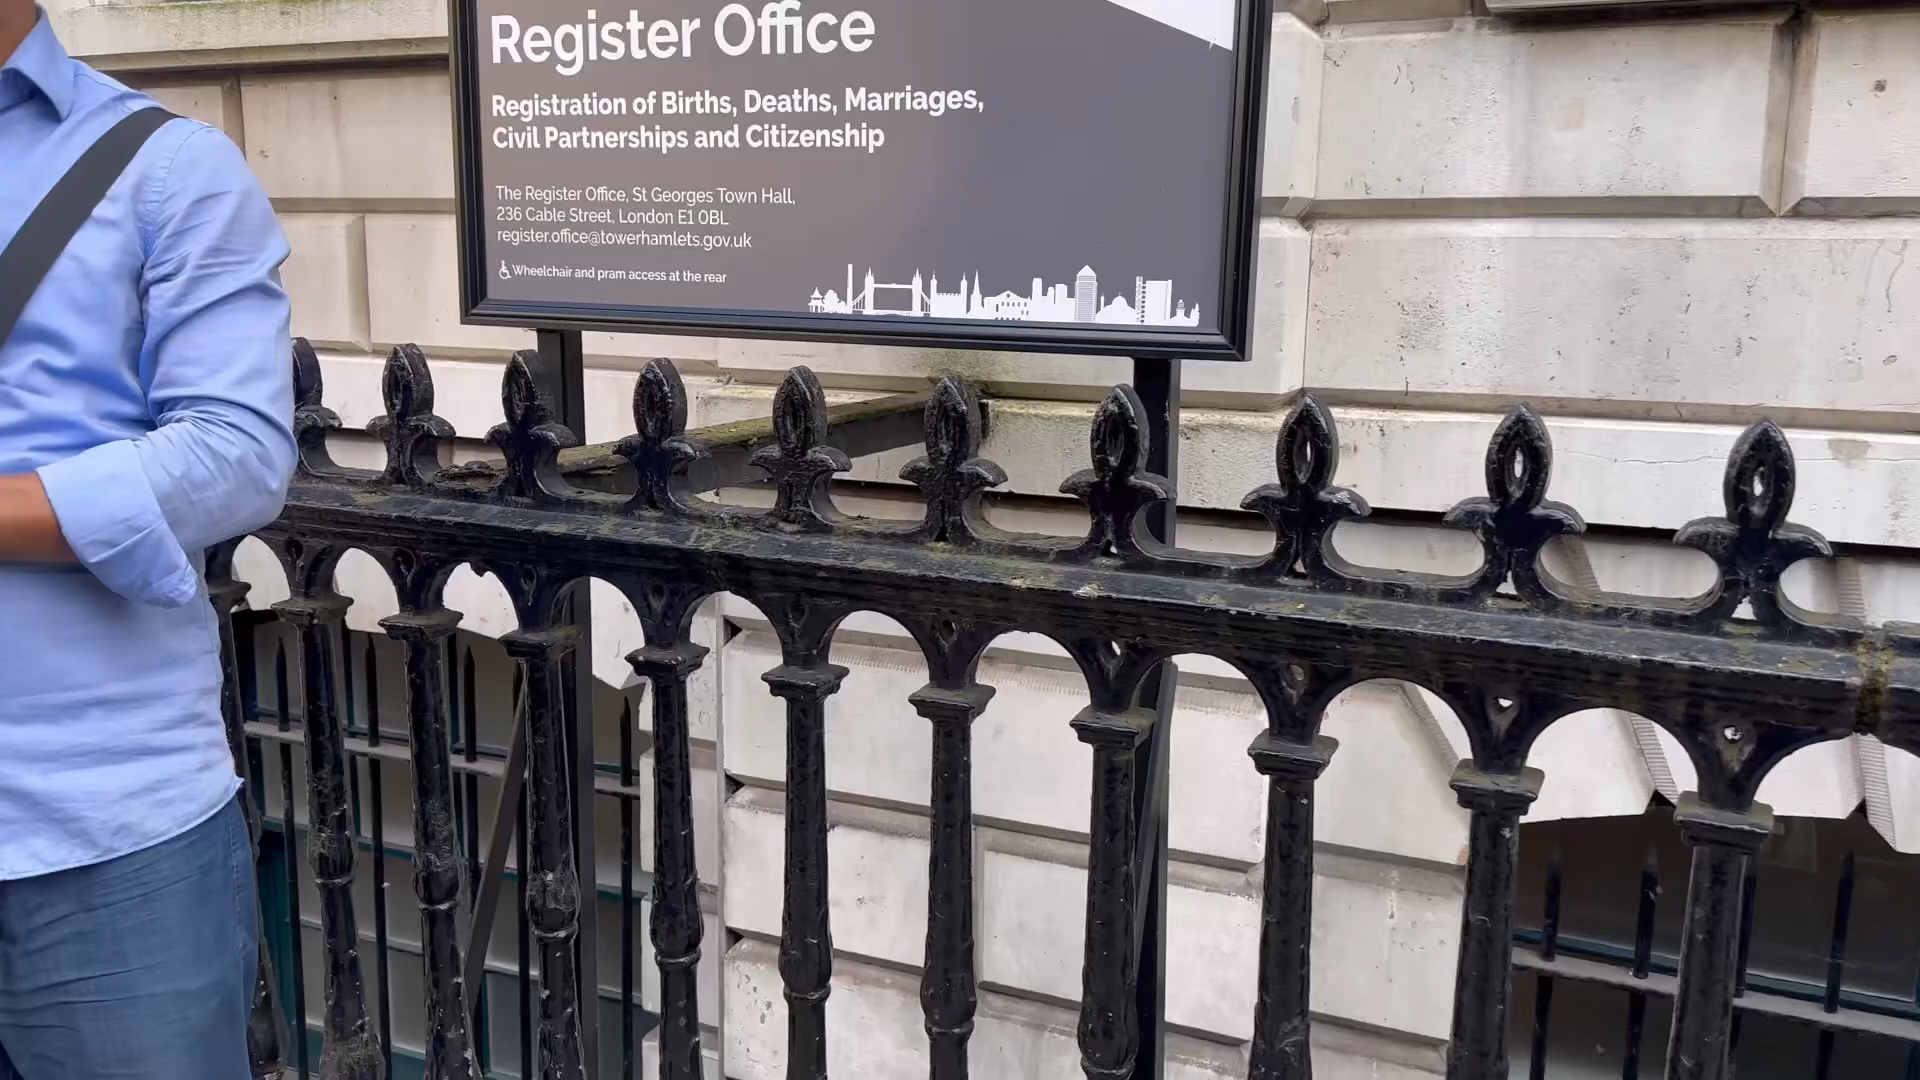 Register Office
Registration of Births, Deaths, Marriages,
Civil Partnerships and Citizenship
The Register Office, St Georges Town Hall,
236 Cable Street, London E1 0BL
register.office@towerhamlets.gov.uk
Wheelchair and pram access at the rear